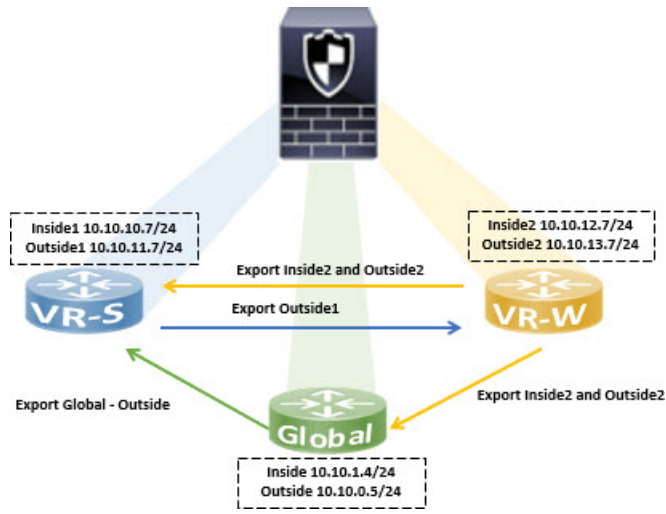 Inside1 10.10.10.7/24
Outside1 10.10.11.7/24
Inside2 10.10.12.7/24
Outside2 10.10.13.7/24
Export Inside2 and Outside2
VR-S
Export Outside1
VR-W
Export Global - Outside
Export Inside2 and Outside2
Global
Inside 10.10.1.4/24
Outside 10.10.0.5/24